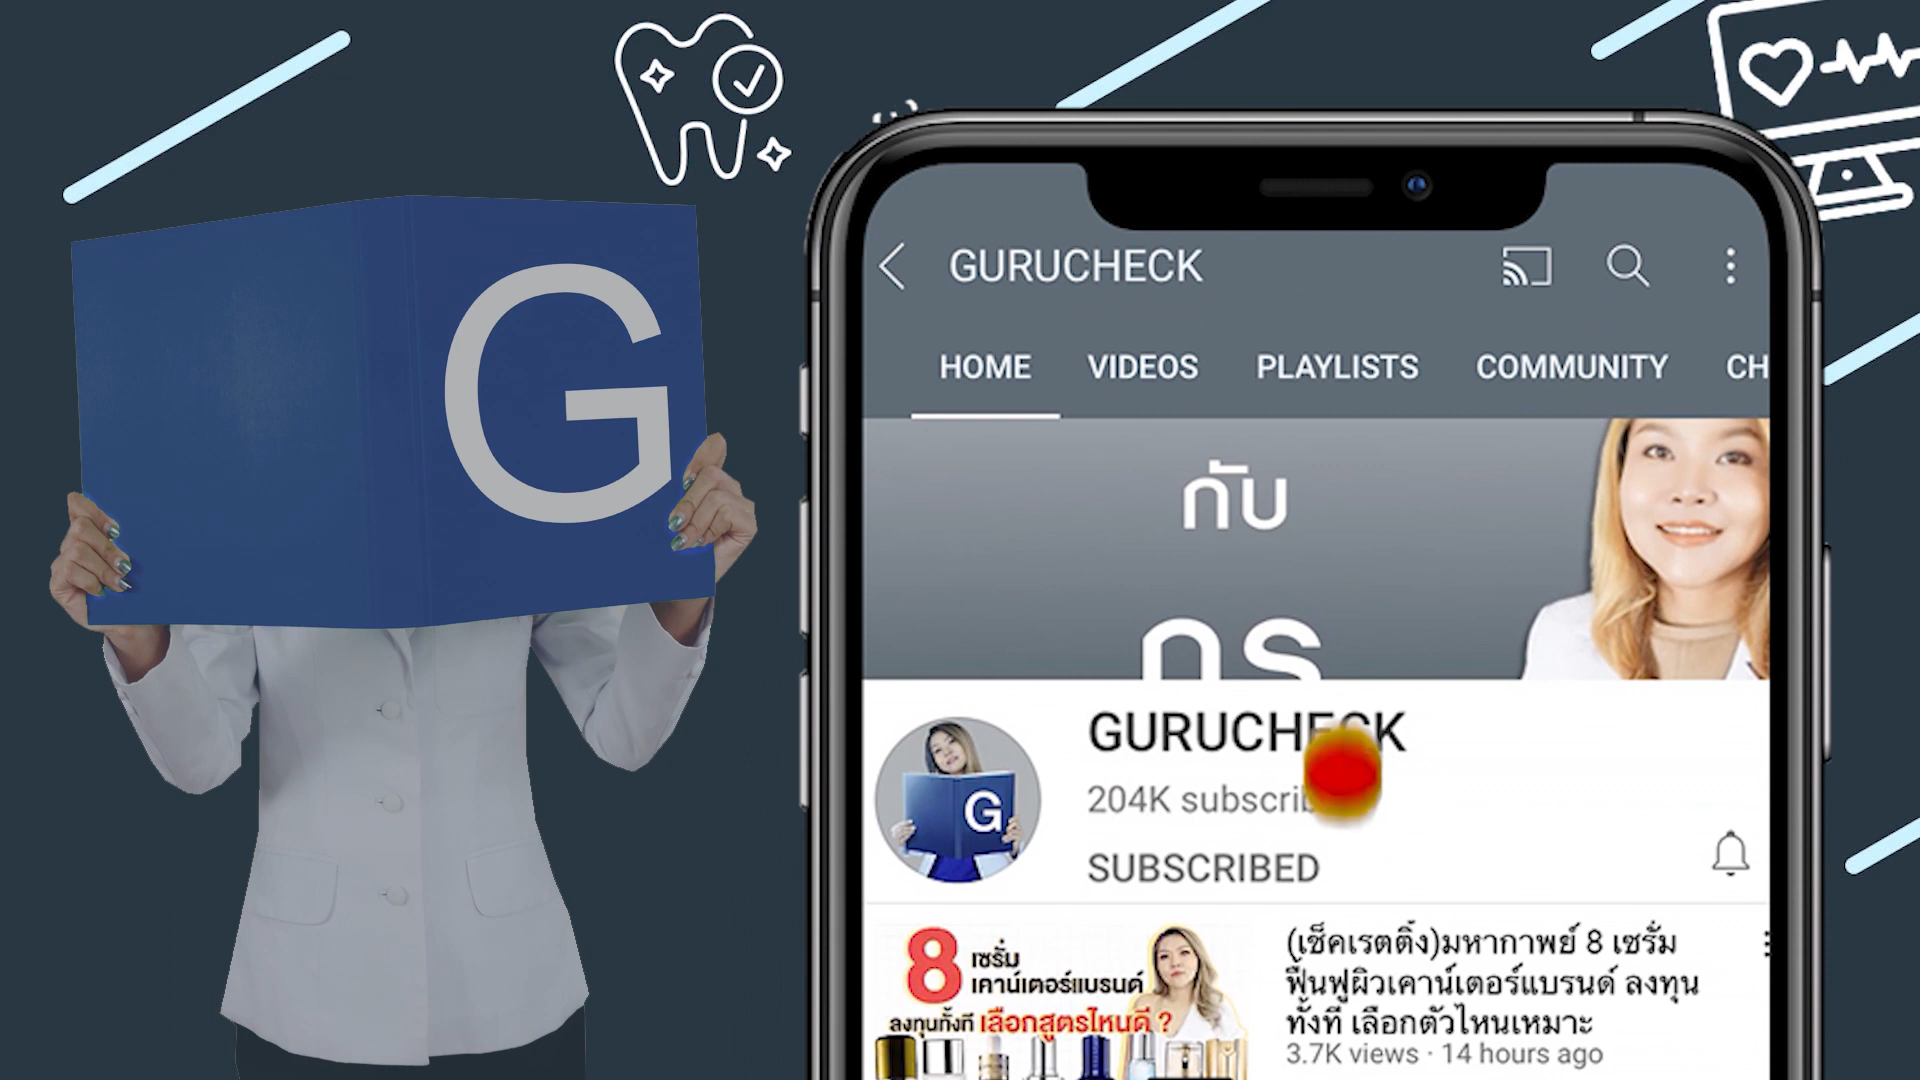 G
GURUCHECK
HOME VIDEOS PLAYLISTS COMMUNITY CH
กับ
กูรู
GURUCHECK
204K subscrib
SUBSCRIBED
G
8 เซรั่ม
เคาน์เตอร์แบรนด์
ลงทุนทั้งที เลือกสูตรไหนดี ?
(เช็คเรตติ้ง)มหากาพย์ 8 เซรั่ม
ฟื้นฟูผิวเคาน์เตอร์แบรนด์ ลงทุน
ทั้งที เลือกตัวไหนเหมาะ
3.7K views · 14 hours ago